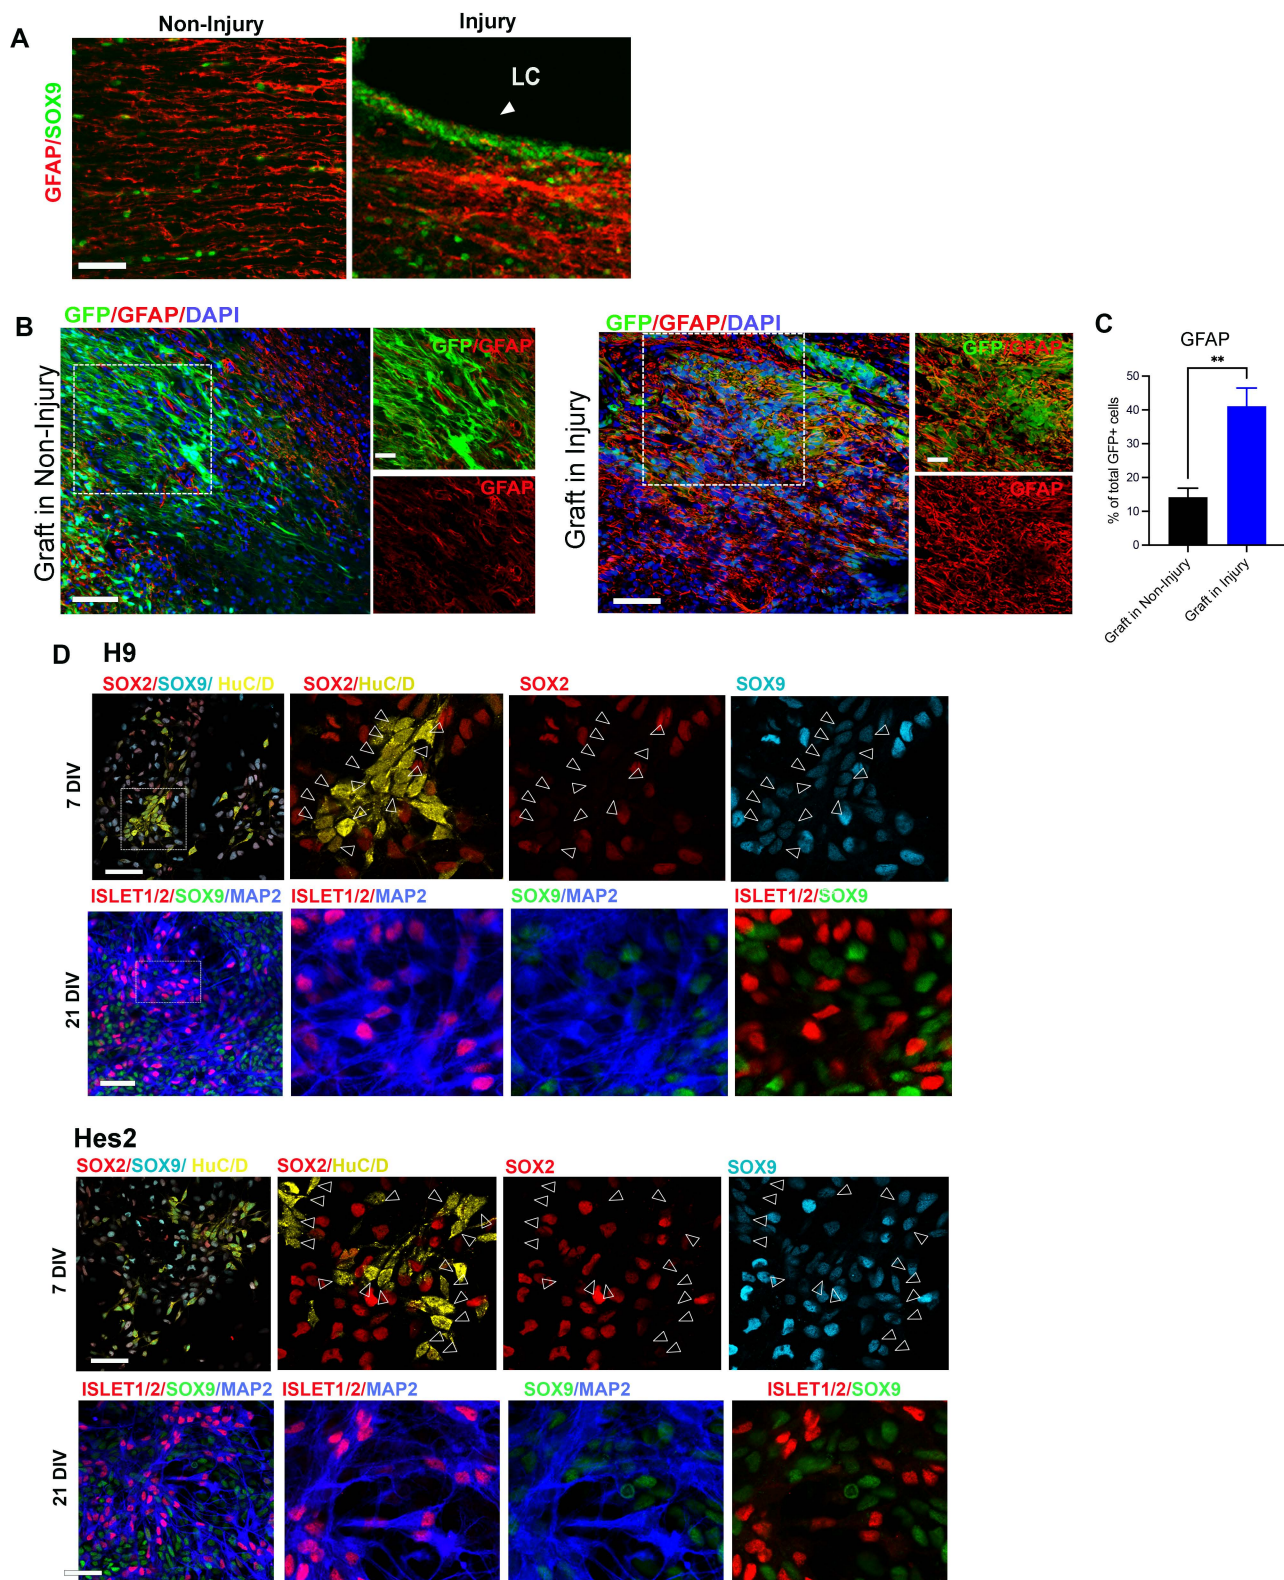 A
Non-Injury
Injury
GFAP/SOX9
LC
B
GFP/GFAP/DAPI
Graft in Non-Injury
GFP/GFAP
GFAP
GFP/GFAP/DAPI
Graft in Injury
GFP/GFAP
GFAP
C
GFAP
**
% of total GFP+ cells
50
40
30
20
10
0
Graft in Non-Injury
Graft in Injury
D
H9
SOX2/SOX9/ HuC/D
SOX2/HuC/D
SOX2
SOX9
7 DIV
ISLET1/2/SOX9/MAP2
ISLET1/2/MAP2
SOX9/MAP2
ISLET1/2/SOX9
21 DIV
Hes2
SOX2/SOX9/ HuC/D
SOX2/HuC/D
SOX2
SOX9
7 DIV
ISLET1/2/SOX9/MAP2
ISLET1/2/MAP2
SOX9/MAP2
ISLET1/2/SOX9
21 DIV